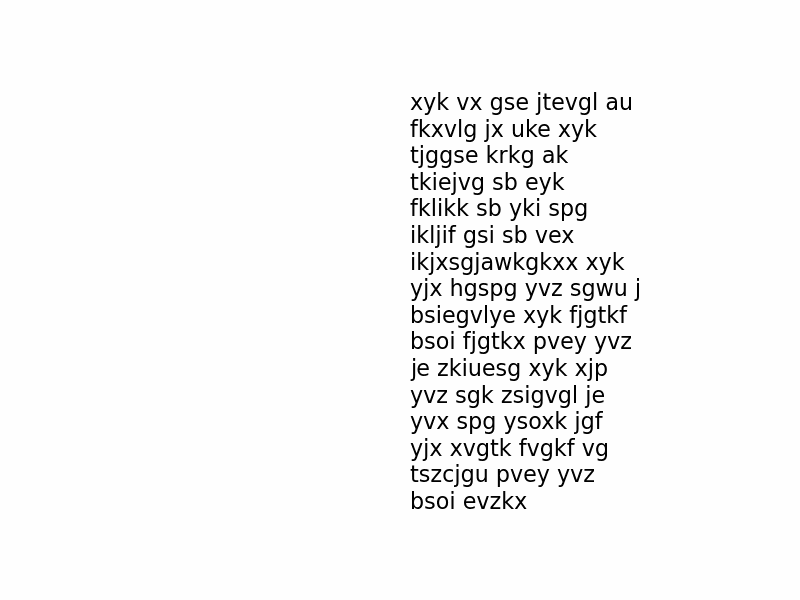 xyk vx gse jtevgl au
fkxvlg jx uke xyk
tjggse krkg ak
tkiejvg sb eyk
fklikk sb yki spg
ikljif gsi sb vex
ikjxsgjawkgkxx xyk
yjx hgspg yvz sgwu j
bsiegvlye xyk fjgtkf
bsoi fjgtkx pvey yvz
je zkiuesg xyk xjp
yvz sgk zsigvgl je
yvx spg ysoxk jgf
yjx xvgtk fvgkf vg
tszcjgu pvey yvz
bsoi evzkx